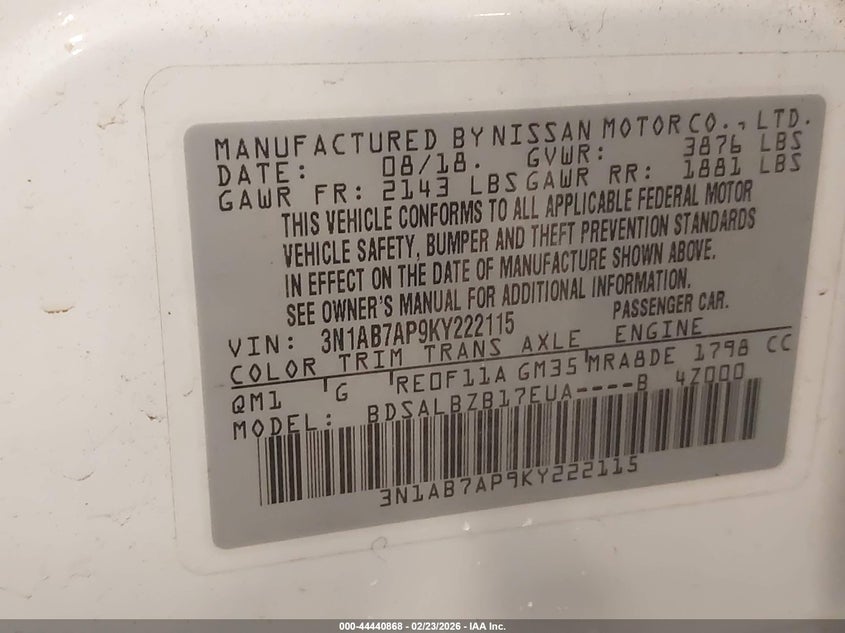 MANUFACTURED BY NISSAN MOTOR CO., LTD.
DATE: 08/18. GVWR: 3876 LBS
GAWR FR: 2143 LBS GAWR RR: 1881 LBS
THIS VEHICLE CONFORMS TO ALL APPLICABLE FEDERAL MOTOR
VEHICLE SAFETY, BUMPER AND THEFT PREVENTION STANDARDS
IN EFFECT ON THE DATE OF MANUFACTURE SHOWN ABOVE.
SEE OWNER'S MANUAL FOR ADDITIONAL INFORMATION.
VIN: 3N1AB7AP9KY222115 PASSENGER CAR.
COLOR TRIM TRANS AXLE ENGINE
QM1 G RE0F11A GM35 MRA8DE 1798 CC
MODEL: BDSALBZB17EUA----B 4Z000
3N1AB7AP9KY222115
000-44440868 - 02/23/2026 - IAA Inc.